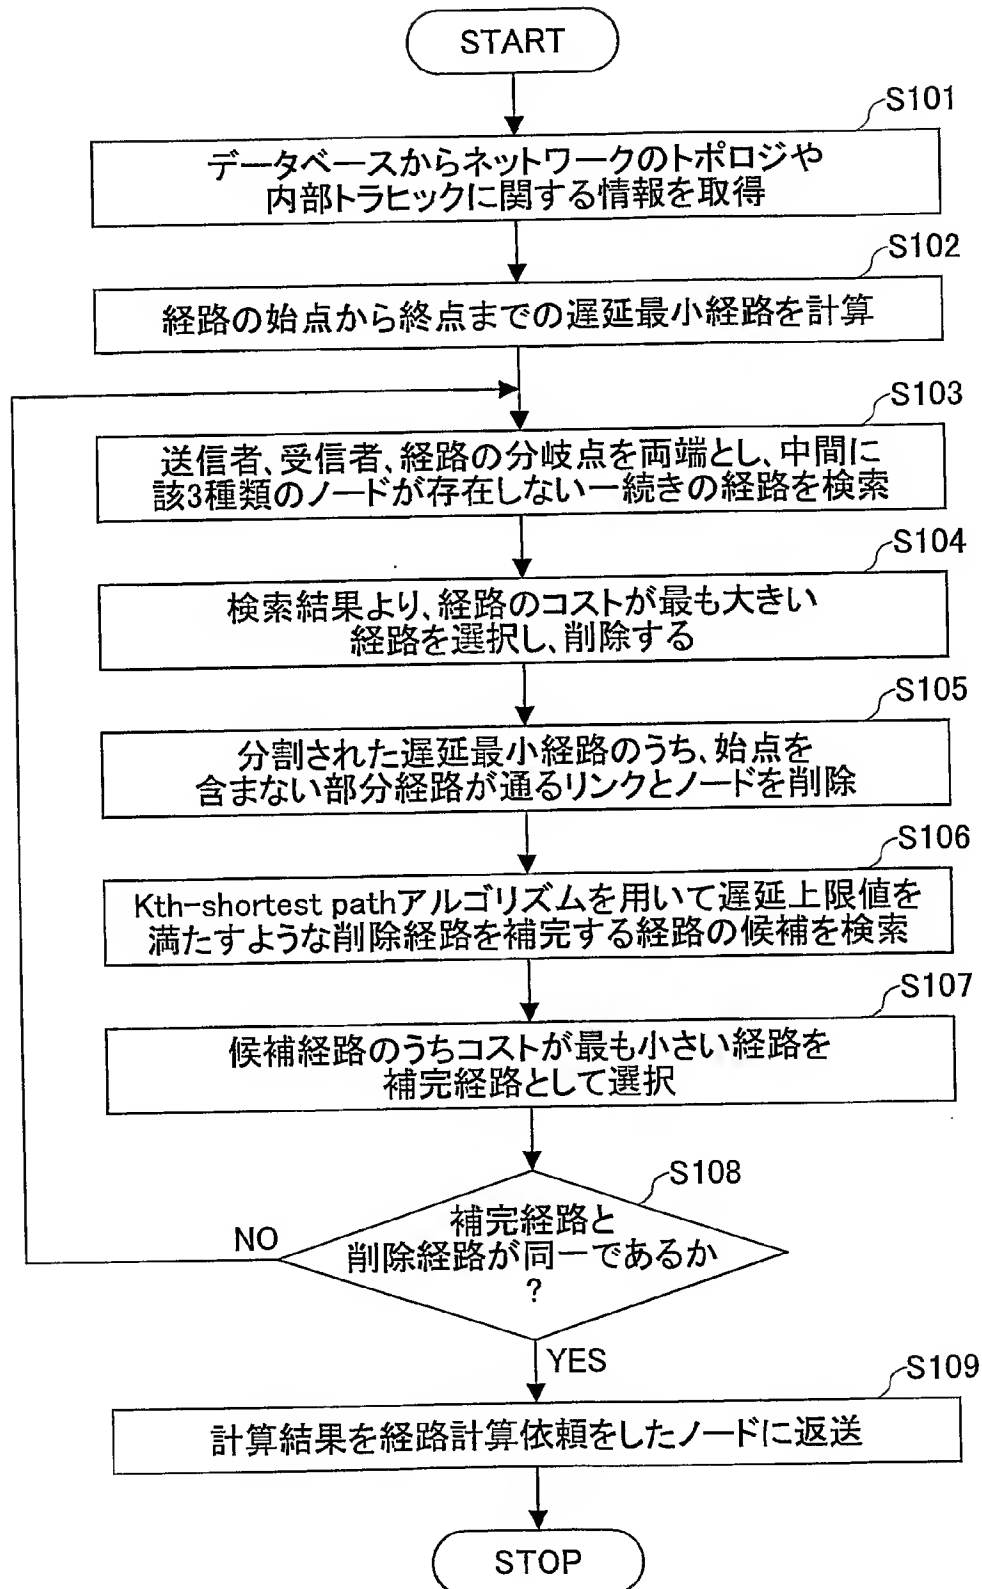 START
S101
データベースからネットワークのトポロジや
内部トラヒックに関する情報を取得
S102
経路の始点から終点までの遅延最小経路を計算
S103
送信者、受信者、経路の分岐点を両端とし、中間に
該3種類のノードが存在しない一続きの経路を検索
S104
検索結果より、経路のコストが最も大きい
経路を選択し、削除する
S105
分割された遅延最小経路のうち、始点を
含まない部分経路が通るリンクとノードを削除
S106
Kth-shortest pathアルゴリズムを用いて遅延上限値を
満たすような削除経路を補完する経路の候補を検索
S107
候補経路のうちコストが最も小さい経路を
補完経路として選択
S108
補完経路と
削除経路が同一であるか
?
NO
YES
S109
計算結果を経路計算依頼をしたノードに返送
STOP